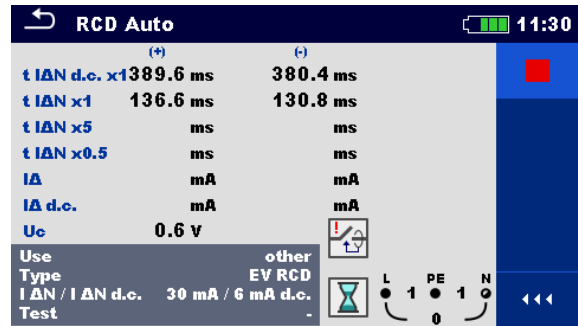 RCD Auto 11:30
(+) (-)
t IΔN d.c. x1 389.6 ms 380.4 ms
t IΔN x1 136.6 ms 130.8 ms
t IΔN x5 ms ms
t IΔN x0.5 ms ms
IΔ mA mA
IΔ d.c. mA mA
Uc 0.6 V
!
Use other
Type EV RCD
I ΔN / I ΔN d.c. 30 mA / 6 mA d.c.
Test -
L PE N
1 1
0